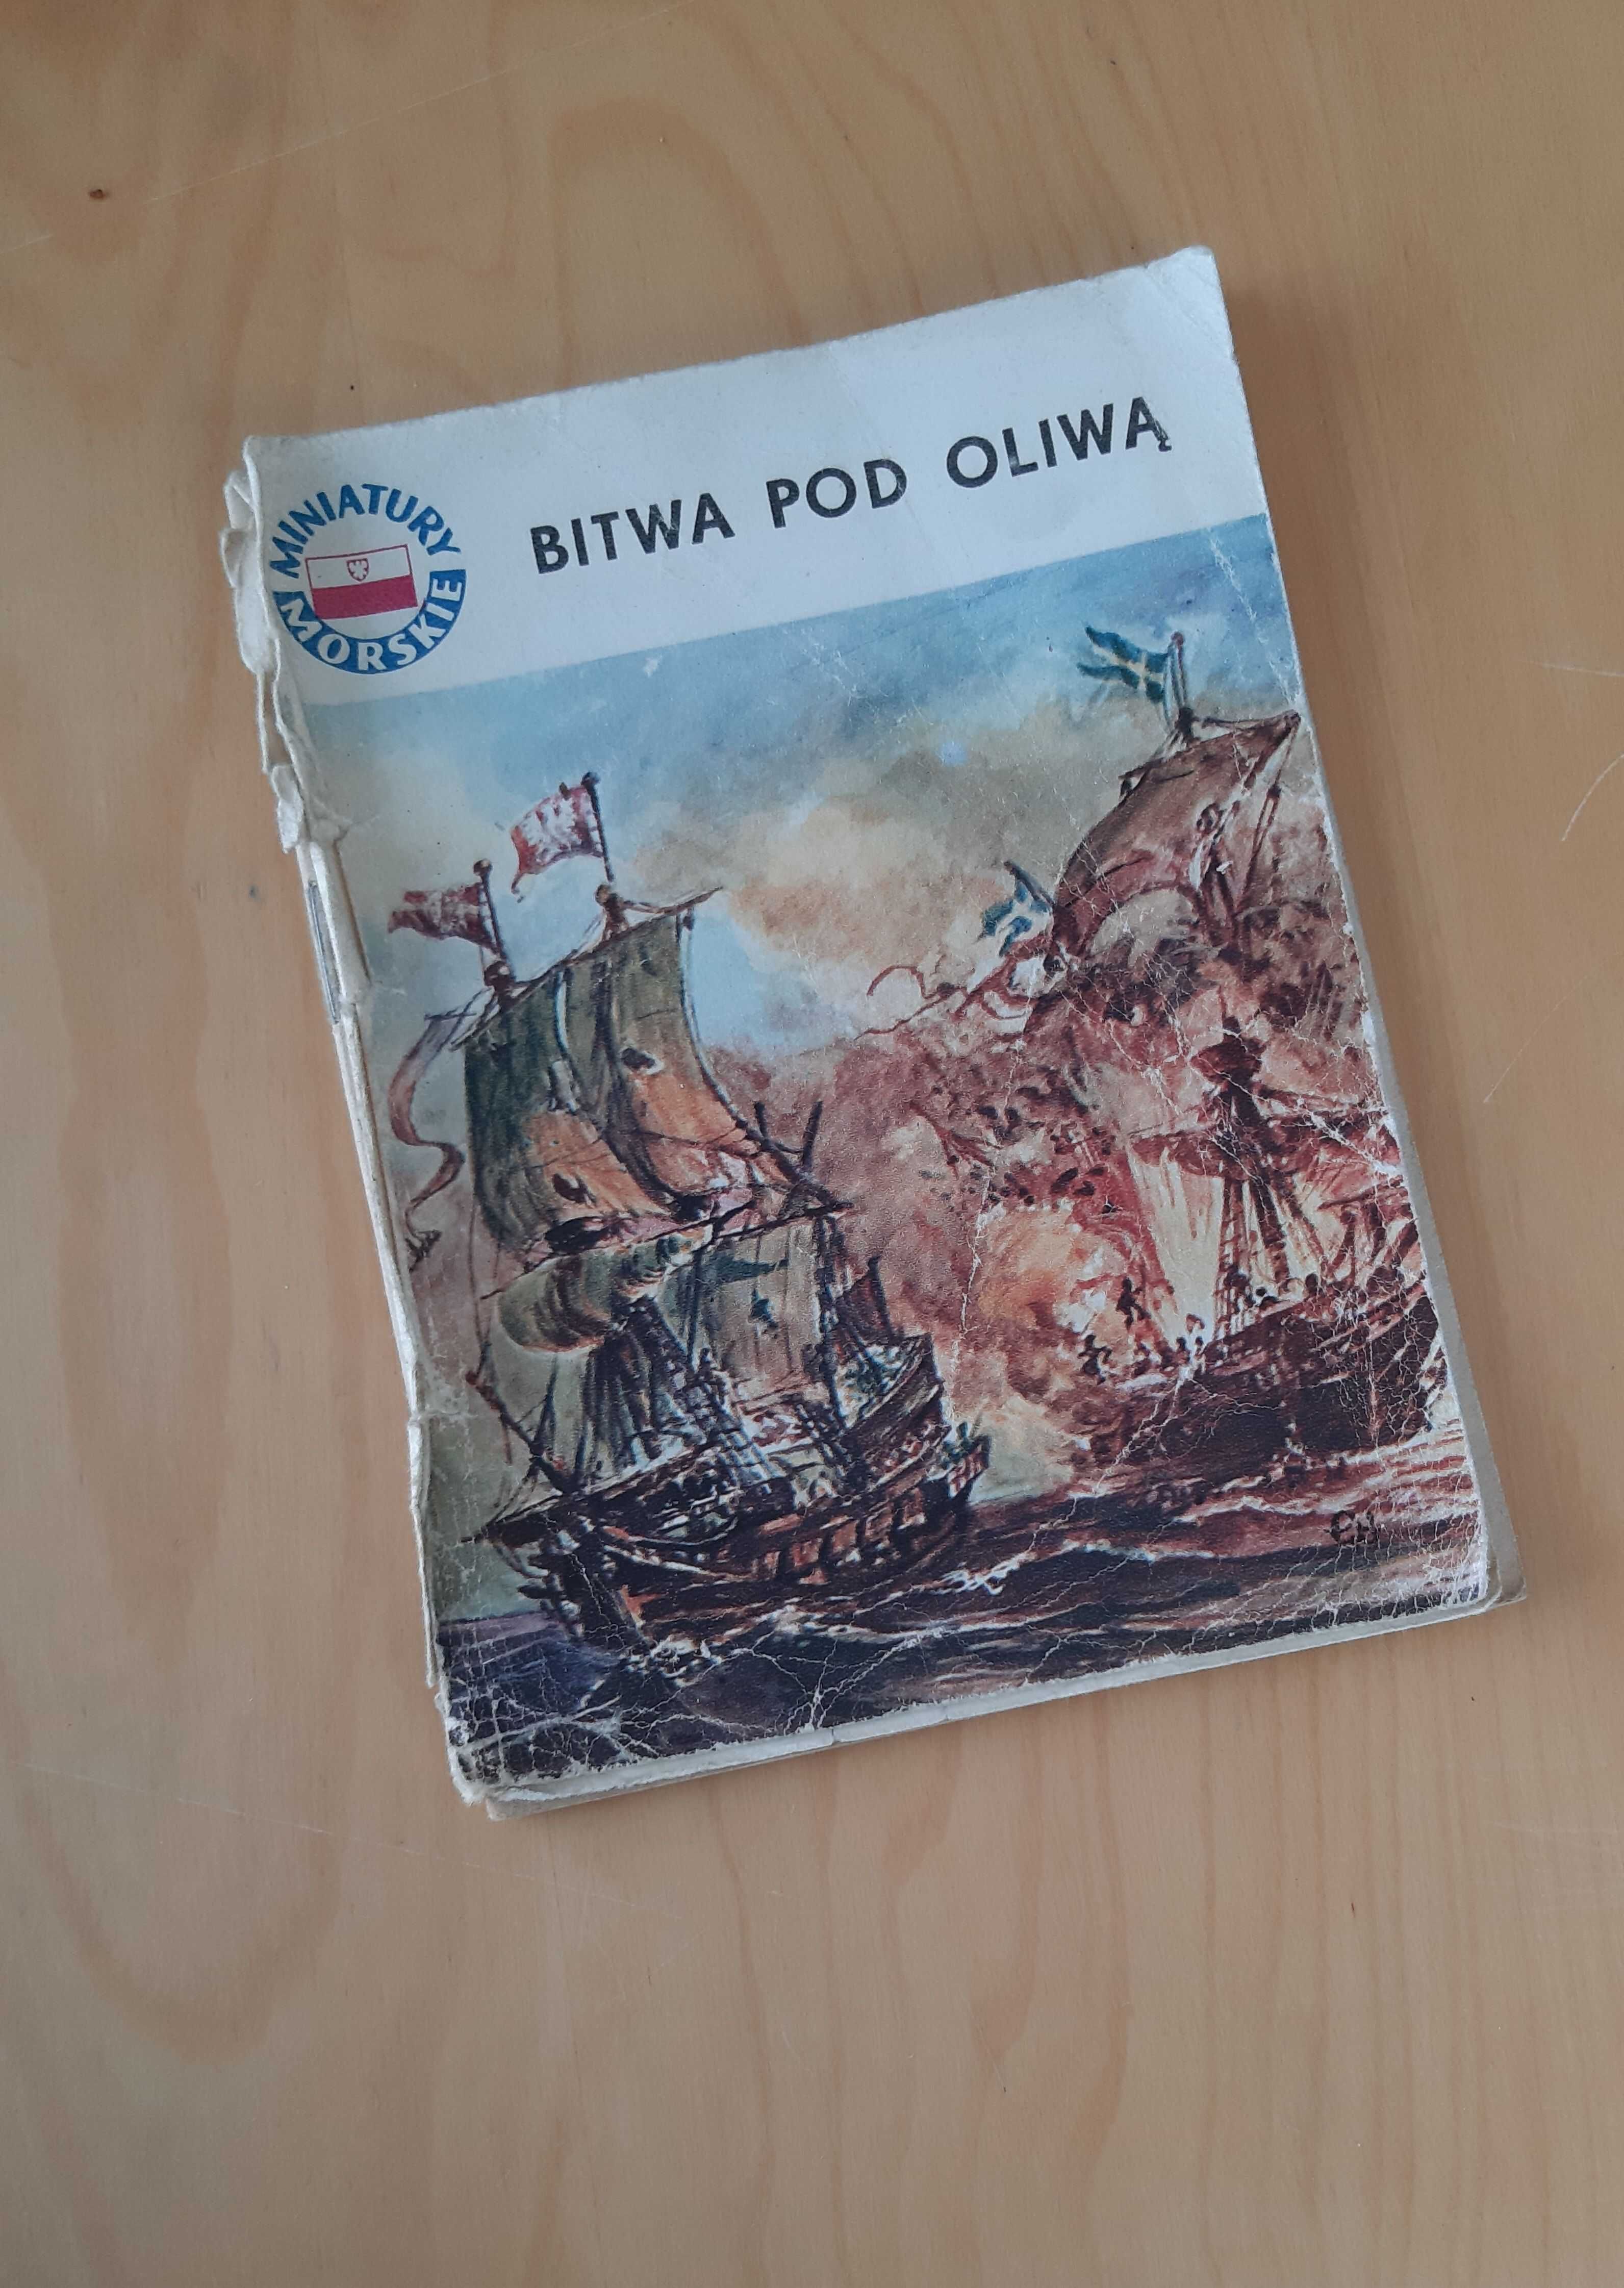 MINIATURY
MORSKIE
BITWA POD OLIWĄ